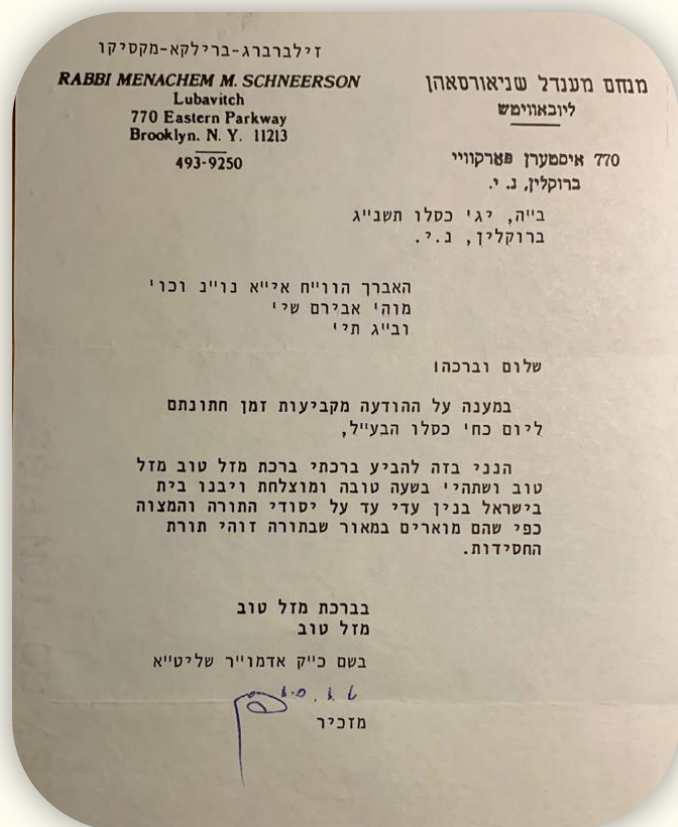 זילברברג-ברילקא-מקסיקו
RABBI MENACHEM M. SCHNEERSON
Lubavitch
770 Eastern Parkway
Brooklyn. N. Y. 11213
493-9250
מנחם מענדל שניאורסאהן
ליובאוויטש
770 איסטערן פארקוויי
ברוקלין, נ. י.
ב"ה, יג' כסלו תשנ"ג
ברוקלין, נ.י.
האברך הוו"ח אי"א נו"נ וכו'
מוה' אבירם שי'
וב"ג תי'
שלום וברכה!
במענה על ההודעה מקביעות זמן חתונתם
ליום כח' כסלו הבע"ל,
הנני בזה להביע ברכתי ברכת מזל טוב מזל
טוב ושתהי' בשעה טובה ומוצלחת ויבנו בית
בישראל בנין עדי עד על יסודי התורה והמצוה
כפי שהם מוארים במאור שבתורה זוהי תורת
החסידות.
בברכת מזל טוב
מזל טוב
בשם כ"ק אדמו"ר שליט"א
מזכיר